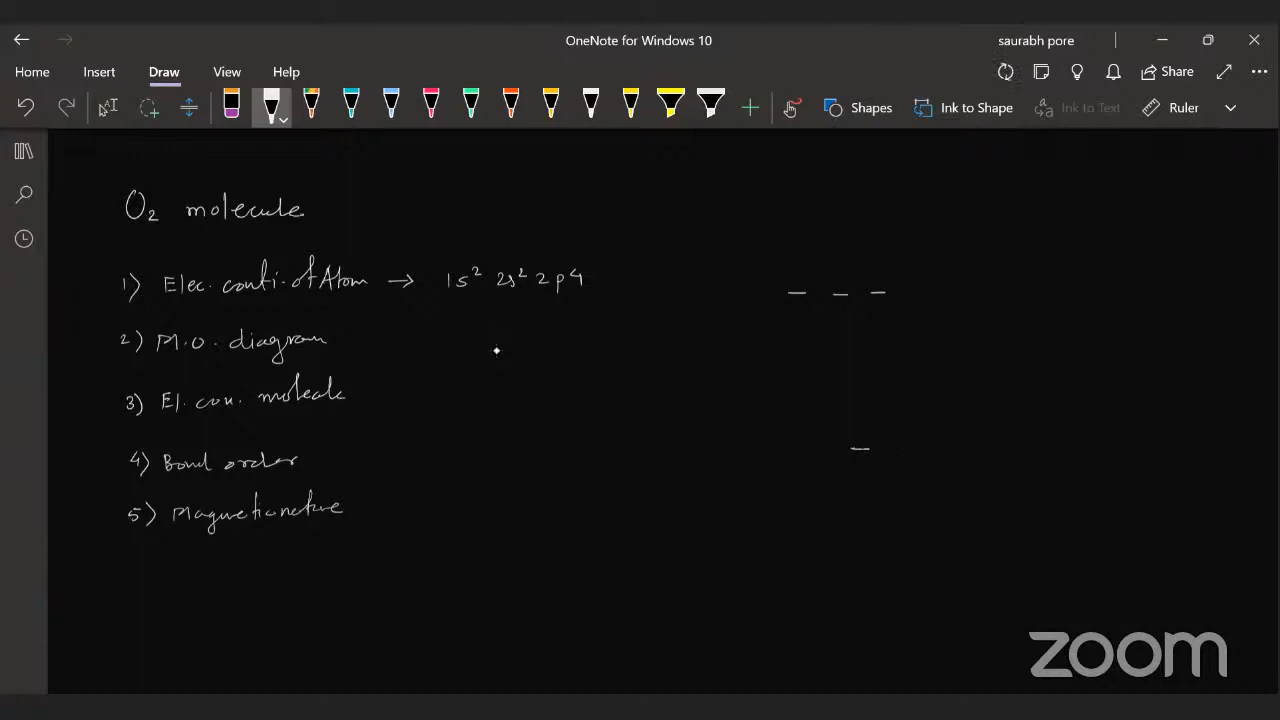 OneNote for Windows 10
saurabh pore
Home Insert Draw View Help
Share
Shapes Ink to Shape Ink to Text Ruler
O₂ molecule
1) Elec. confi. of Atom → 1s² 2s² 2p4
2) M.O. diagram
3) El. con. molecule
4) Bond order
5) Magnetic nature
zoom